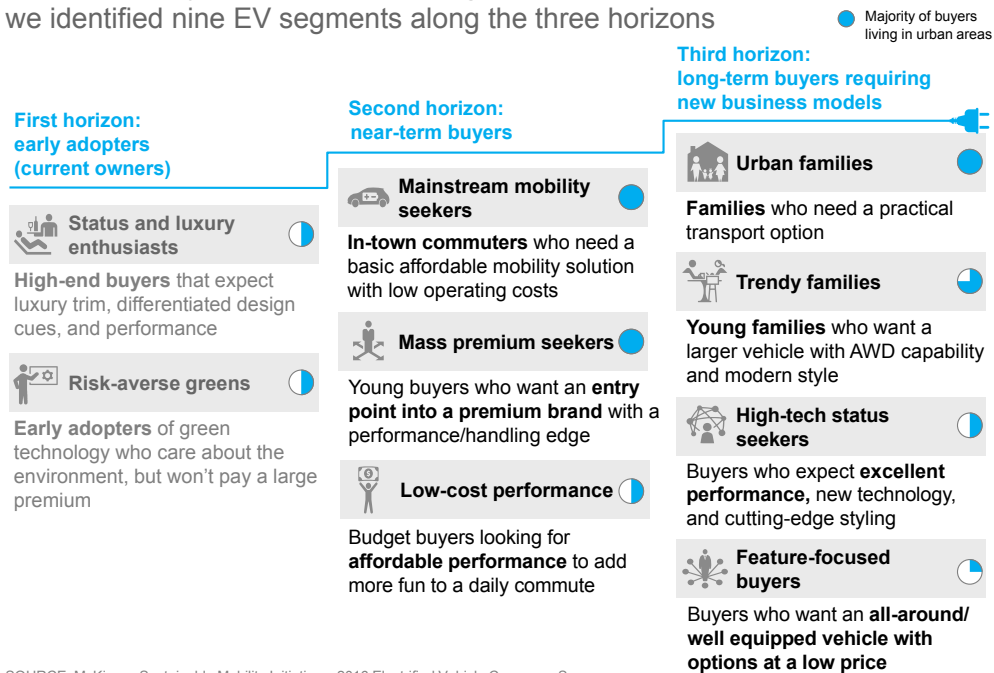 we identified nine EV segments along the three horizons
Majority of buyers
living in urban areas
First horizon:
early adopters
(current owners)
Status and luxury
enthusiasts
High-end buyers that expect
luxury trim, differentiated design
cues, and performance
Risk-averse greens
Early adopters of green
technology who care about the
environment, but won't pay a large
premium
Second horizon:
near-term buyers
Mainstream mobility
seekers
In-town commuters who need a
basic affordable mobility solution
with low operating costs
Mass premium seekers
Young buyers who want an entry
point into a premium brand with a
performance/handling edge
Low-cost performance
Budget buyers looking for
affordable performance to add
more fun to a daily commute
Third horizon:
long-term buyers requiring
new business models
Urban families
Families who need a practical
transport option
Trendy families
Young families who want a
larger vehicle with AWD capability
and modern style
High-tech status
seekers
Buyers who expect excellent
performance, new technology,
and cutting-edge styling
Feature-focused
buyers
Buyers who want an all-around/
well equipped vehicle with
options at a low price